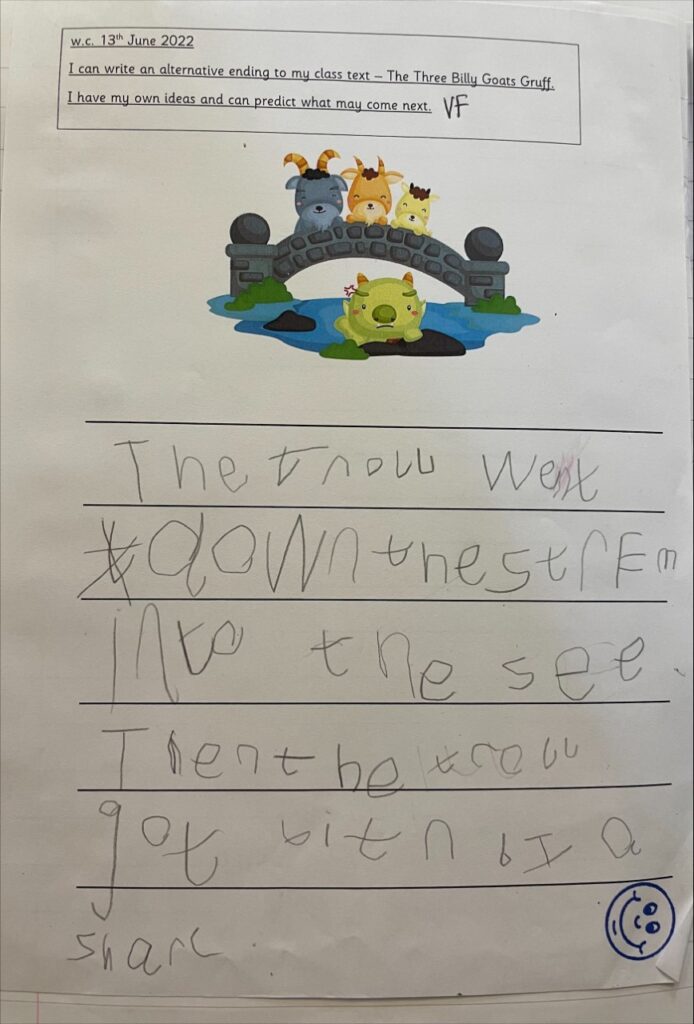 w.c. 13th June 2022
I can write an alternative ending to my class text – The Three Billy Goats Gruff.
I have my own ideas and can predict what may come next. VF
The trow went
down the strEm
into the see.
Then the trow
got bitun bI a
sharc.